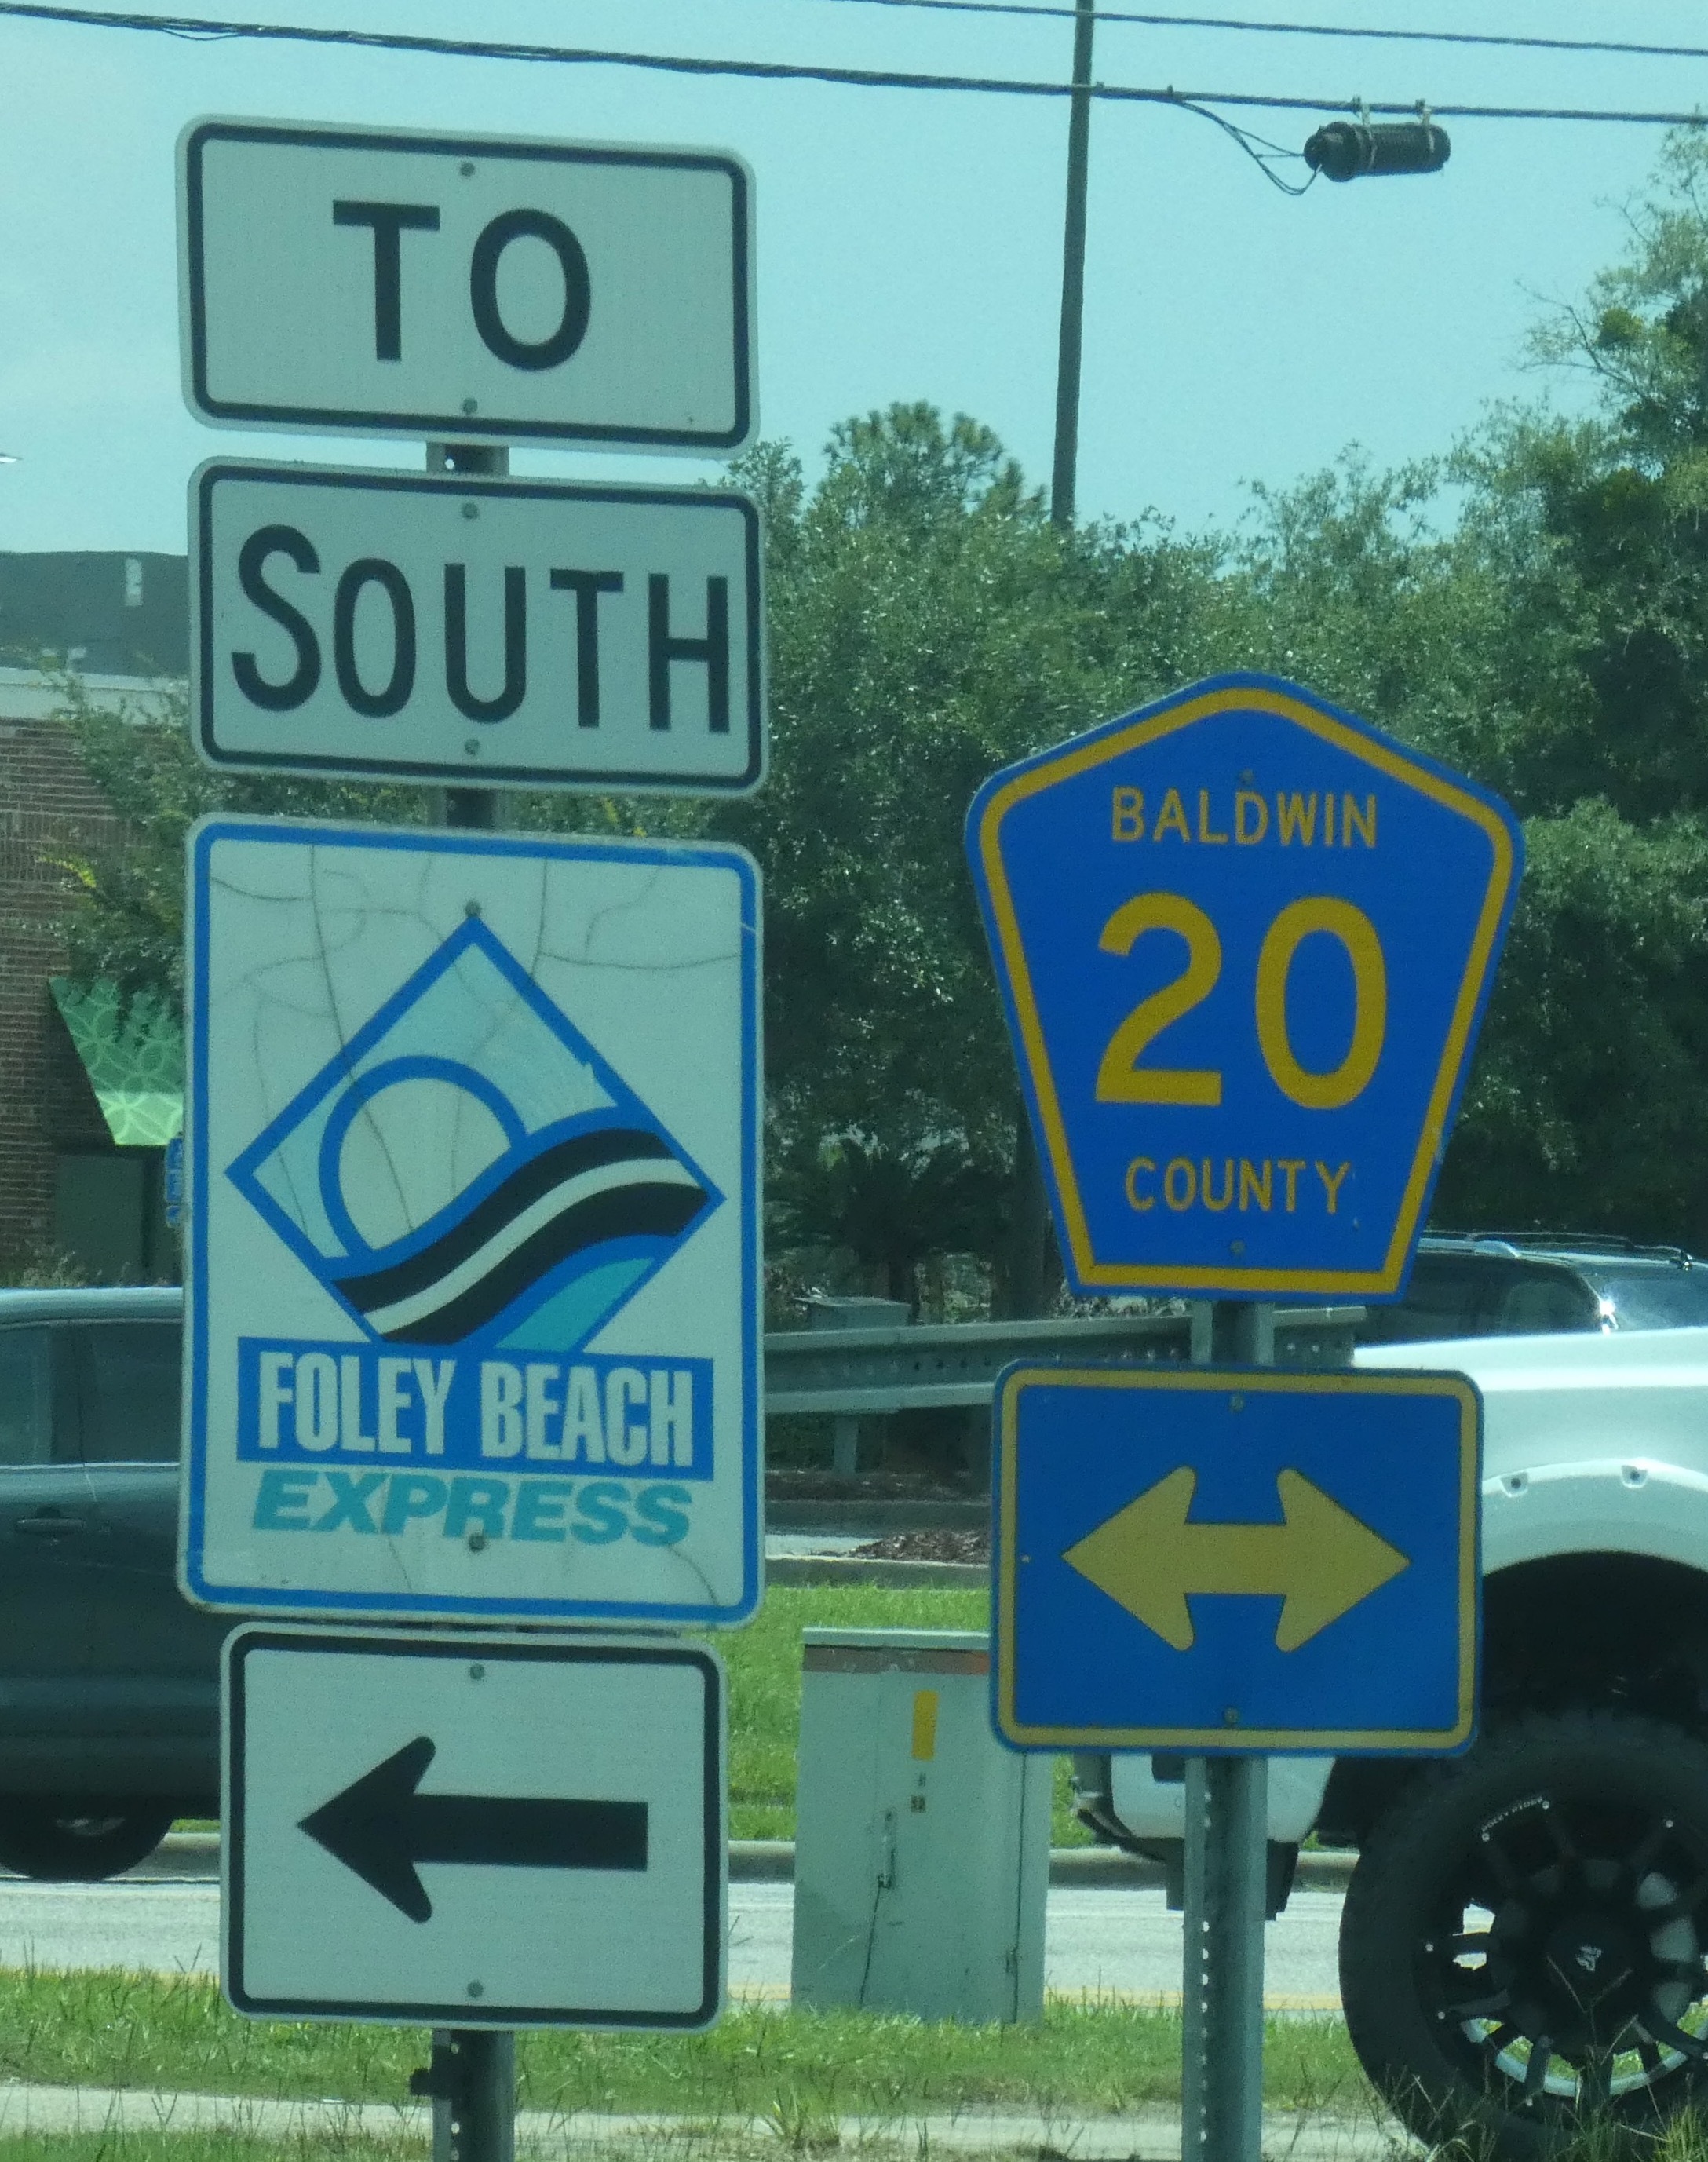 TO
SOUTH
FOLEY BEACH
EXPRESS
BALDWIN
20
COUNTY